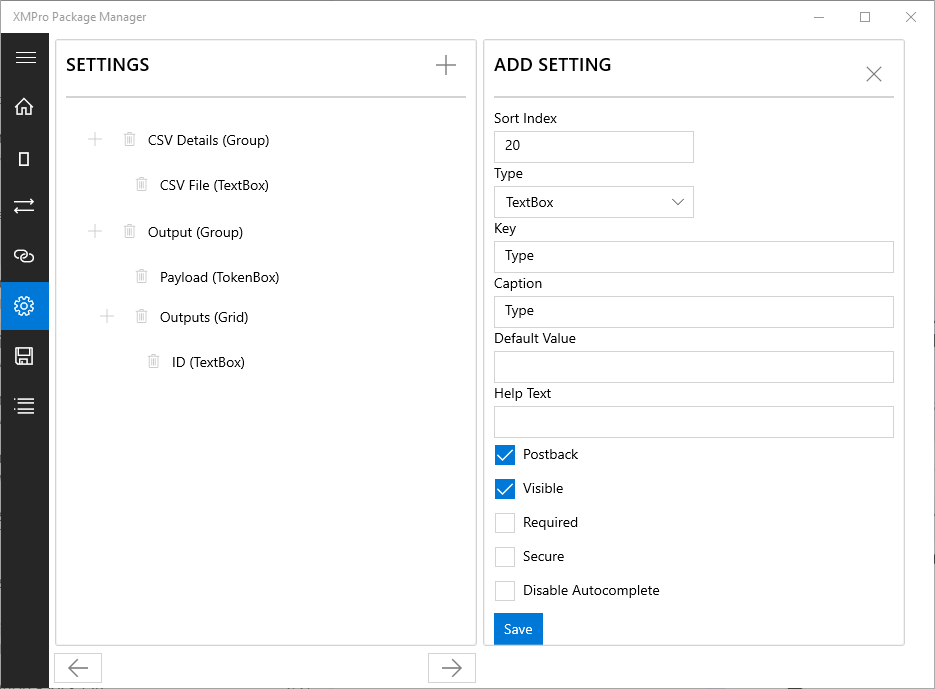 XMPro Package Manager
SETTINGS
CSV Details (Group)
CSV File (TextBox)
Output (Group)
Payload (TokenBox)
Outputs (Grid)
ID (TextBox)
ADD SETTING
Sort Index
20
Type
TextBox
Key
Type
Caption
Type
Default Value
Help Text
Postback
Visible
Required
Secure
Disable Autocomplete
Save